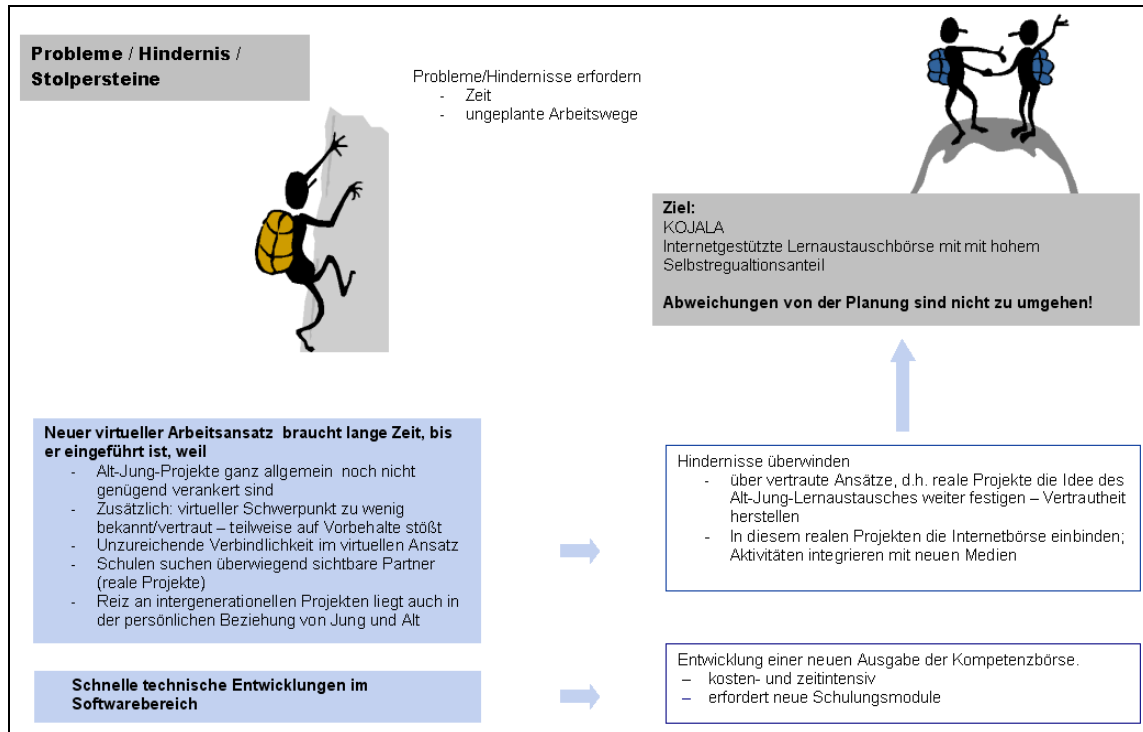 Probleme / Hindernis /
Stolpersteine
Probleme/Hindernisse erfordern
- Zeit
- ungeplante Arbeitswege
Ziel:
KOJALA
Internetgestützte Lernaustauschbörse mit mit hohem
Selbstregualtionsanteil
Abweichungen von der Planung sind nicht zu umgehen!
Neuer virtueller Arbeitsansatz braucht lange Zeit, bis
er eingeführt ist, weil
- Alt-Jung-Projekte ganz allgemein noch nicht
genügend verankert sind
- Zusätzlich: virtueller Schwerpunkt zu wenig
bekannt/vertraut – teilweise auf Vorbehalte stößt
- Unzureichende Verbindlichkeit im virtuellen Ansatz
- Schulen suchen überwiegend sichtbare Partner
(reale Projekte)
- Reiz an intergenerationellen Projekten liegt auch in
der persönlichen Beziehung von Jung und Alt
Hindernisse überwinden
- über vertraute Ansätze, d.h. reale Projekte die Idee des
Alt-Jung-Lernaustausches weiter festigen – Vertrautheit
herstellen
- In diesem realen Projekten die Internetbörse einbinden;
Aktivitäten integrieren mit neuen Medien
Schnelle technische Entwicklungen im
Softwarebereich
Entwicklung einer neuen Ausgabe der Kompetenzbörse.
– kosten- und zeitintensiv
– erfordert neue Schulungsmodule